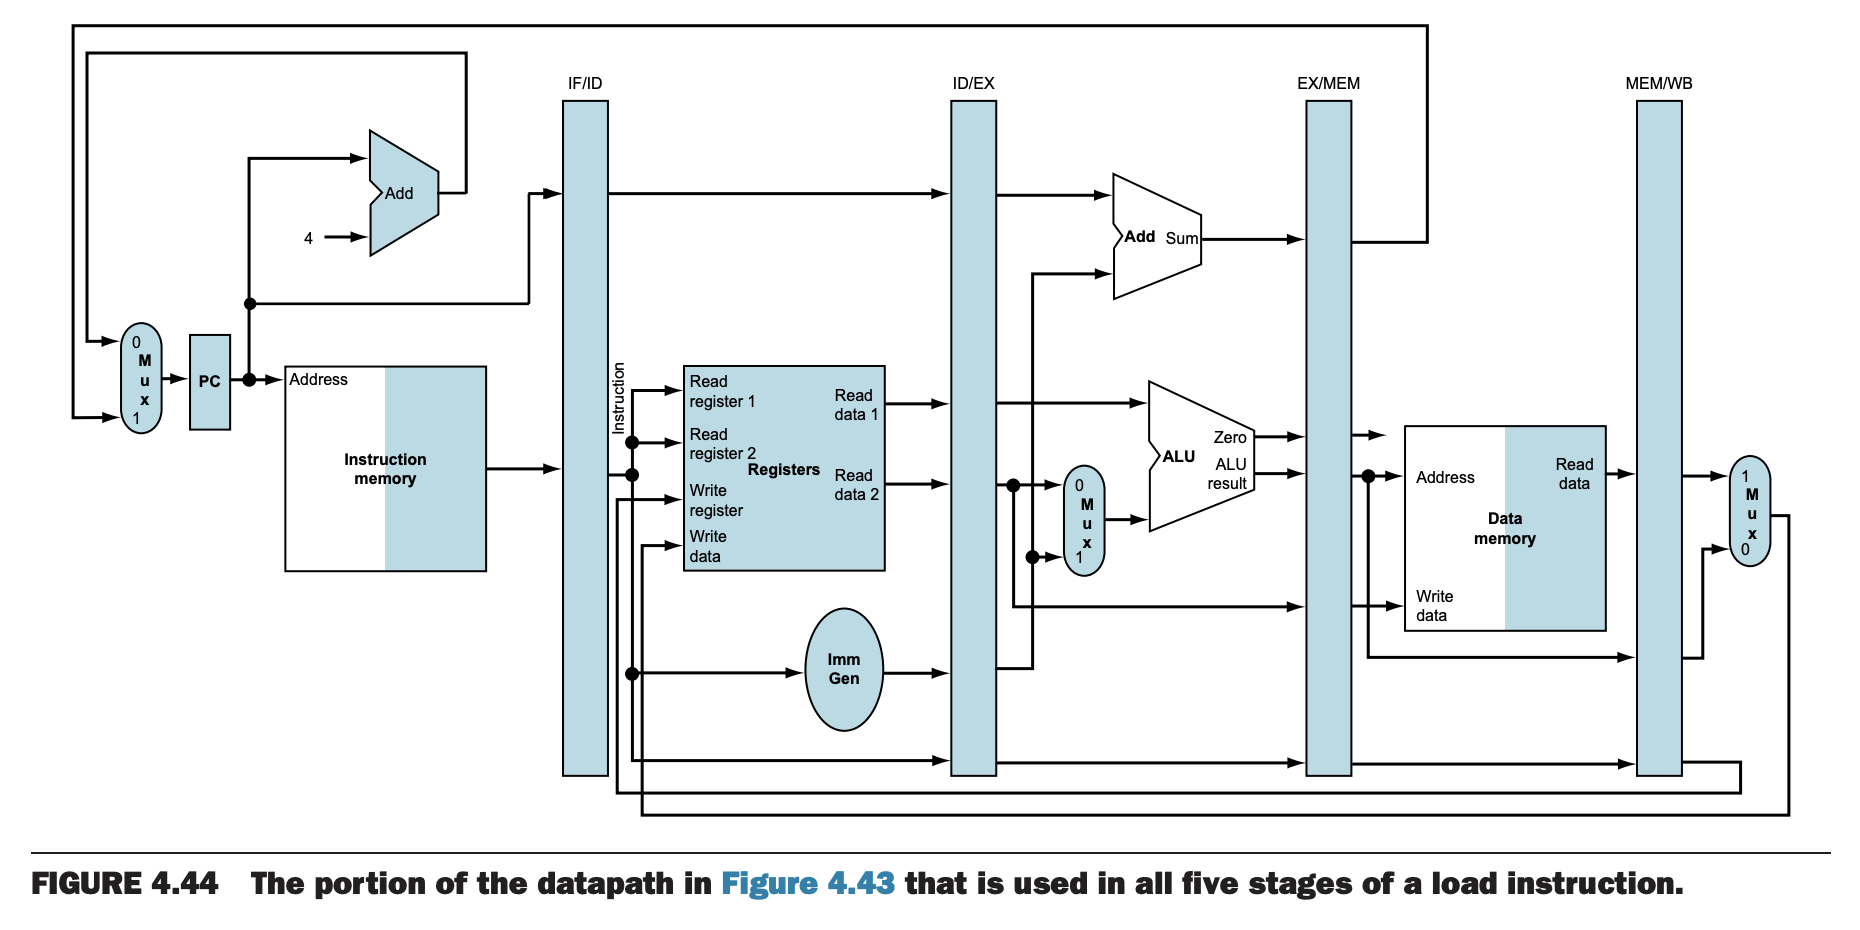 IF/ID
ID/EX
EX/MEM
MEM/WB
Add
4
Add Sum
0
M
u
x
1
PC
Address
Instruction
memory
Instruction
Read
register 1
Read
register 2
Write
register
Write
data
Registers
Read
data 1
Read
data 2
Imm
Gen
0
M
u
x
1
ALU
Zero
ALU
result
Address
Read
data
Data
memory
Write
data
1
M
u
x
0
FIGURE 4.44 The portion of the datapath in Figure 4.43 that is used in all five stages of a load instruction.